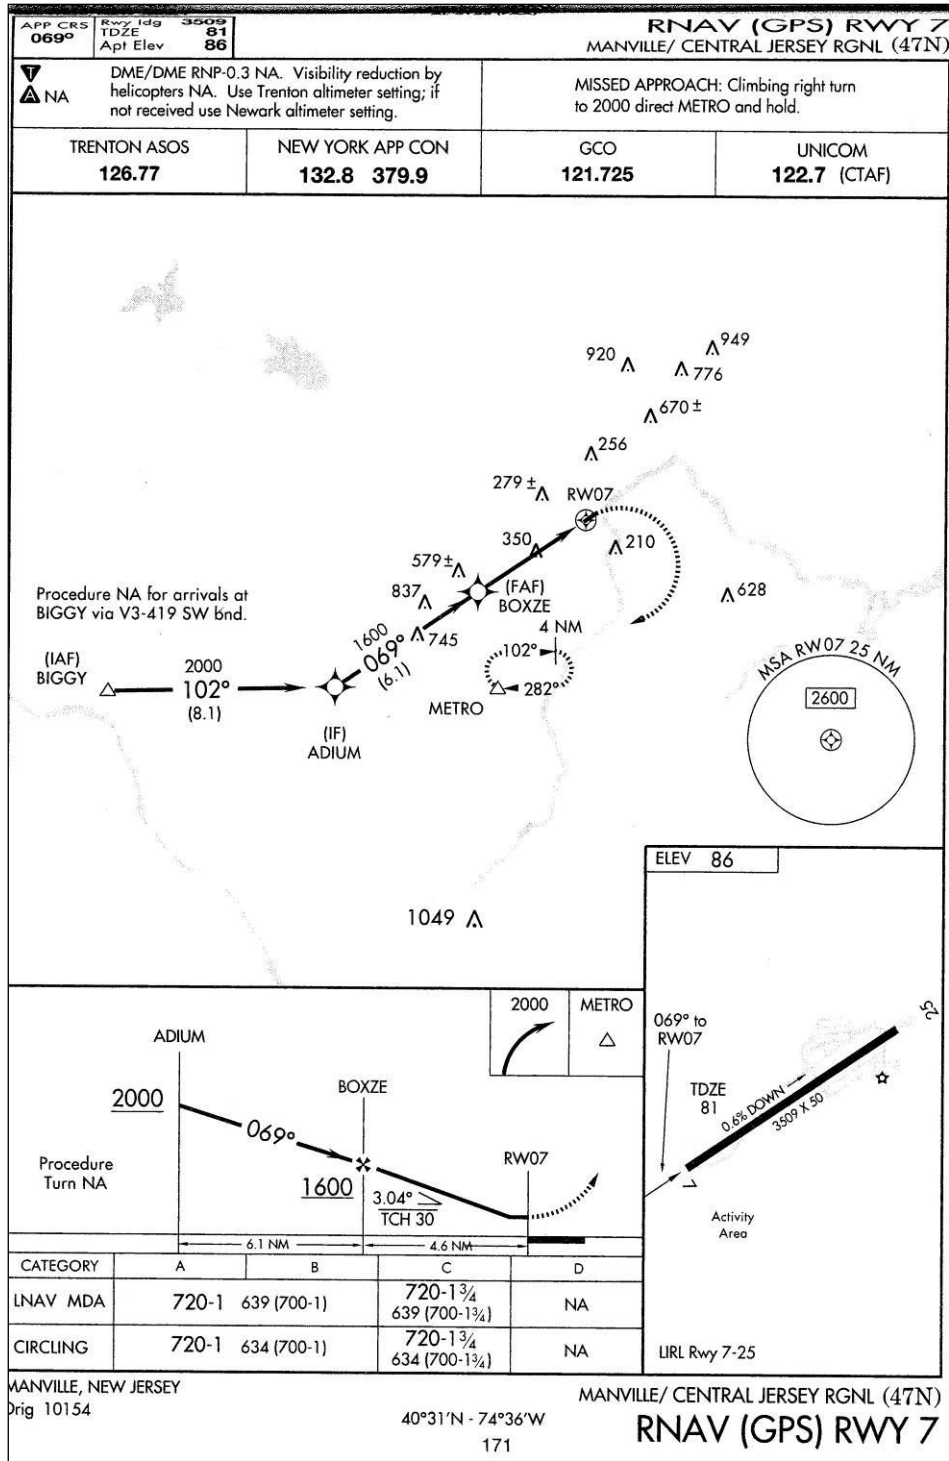 APP CRS
069°
Rwy ldg 3509
TDZE 81
Apt Elev 86
RNAV (GPS) RWY 7
MANVILLE/ CENTRAL JERSEY RGNL (47N)
T
A NA
DME/DME RNP-0.3 NA. Visibility reduction by
helicopters NA. Use Trenton altimeter setting; if
not received use Newark altimeter setting.
MISSED APPROACH: Climbing right turn
to 2000 direct METRO and hold.
TRENTON ASOS
126.77
NEW YORK APP CON
132.8 379.9
GCO
121.725
UNICOM
122.7 (CTAF)
949
920
776
670 ±
256
279 ±
RW07
350
210
579±
837
(FAF)
BOXZE
628
745
Procedure NA for arrivals at
BIGGY via V3-419 SW bnd.
1600
069°
(6.1)
4 NM
102°
282°
METRO
(IAF)
BIGGY
2000
102°
(8.1)
(IF)
ADIUM
MSA RW07 25 NM
2600
1049
ELEV 86
069° to
RW07
TDZE
81
0.6% DOWN
3509 X 50
25
7
Activity
Area
LIRL Rwy 7-25
2000
METRO
ADIUM
BOXZE
RW07
2000
069°
Procedure
Turn NA
1600
3.04°
TCH 30
6.1 NM
4.6 NM
CATEGORY A B C D
LNAV MDA 720-1 639 (700-1) 720-1¾ 639 (700-1¾) NA
CIRCLING 720-1 634 (700-1) 720-1¾ 634 (700-1¾) NA
MANVILLE, NEW JERSEY
Orig 10154
40°31'N - 74°36'W
171
MANVILLE/ CENTRAL JERSEY RGNL (47N)
RNAV (GPS) RWY 7